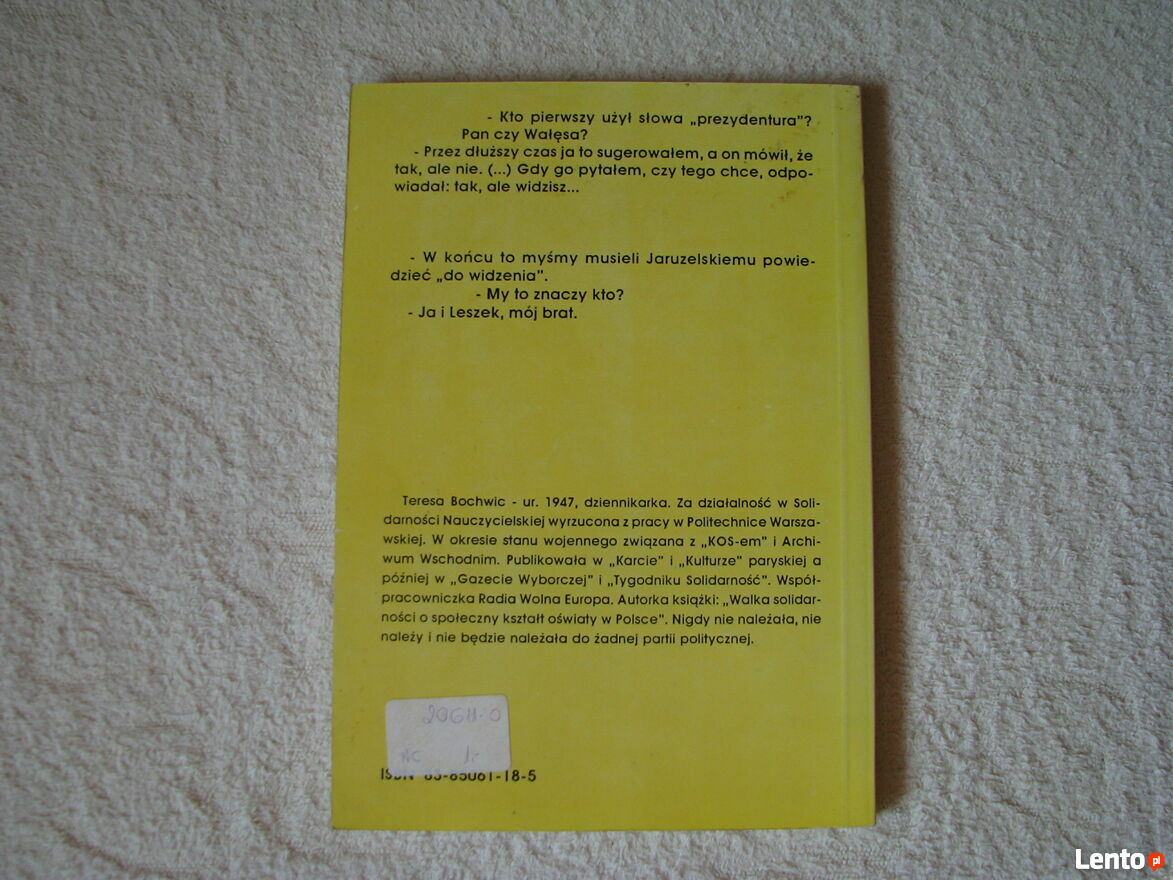 - Kto pierwszy użył słowa „prezydentura"?
Pan czy Wałęsa?
- Przez dłuższy czas ja to sugerowałem, a on mówił, że
tak, ale nie. (...) Gdy go pytałem, czy tego chce, odpo-
wiadał: tak, ale widzisz...
- W końcu to myśmy musieli Jaruzelskiemu powie-
dzieć „do widzenia".
- My to znaczy kto?
- Ja i Leszek, mój brat.
Teresa Bochwic - ur. 1947, dziennikarka. Za działalność w Soli-
darności Nauczycielskiej wyrzucona z pracy w Politechnice Warsza-
wskiej. W okresie stanu wojennego związana z „KOS-em" i Archi-
wum Wschodnim. Publikowała w „Karcie" i „Kulturze" paryskiej a
później w „Gazecie Wyborczej" i „Tygodniku Solidarność". Współ-
pracowniczka Radia Wolna Europa. Autorka książki: „Walka solidar-
ności o społeczny kształt oświaty w Polsce". Nigdy nie należała, nie
należy i nie będzie należała do żadnej partii politycznej.
ISBN 83-85061-18-5
Lento.pl